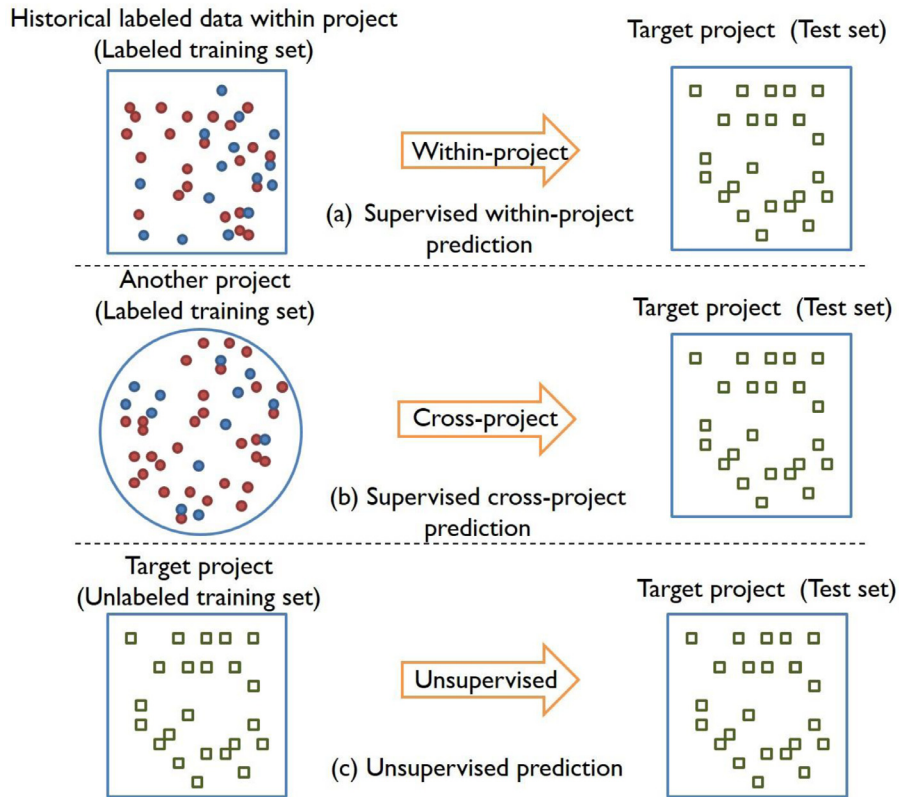 Historical labeled data within project
(Labeled training set)
Target project (Test set)
Within-project
(a) Supervised within-project
prediction
Another project
(Labeled training set)
Target project (Test set)
Cross-project
(b) Supervised cross-project
prediction
Target project
(Unlabeled training set)
Target project (Test set)
Unsupervised
(c) Unsupervised prediction